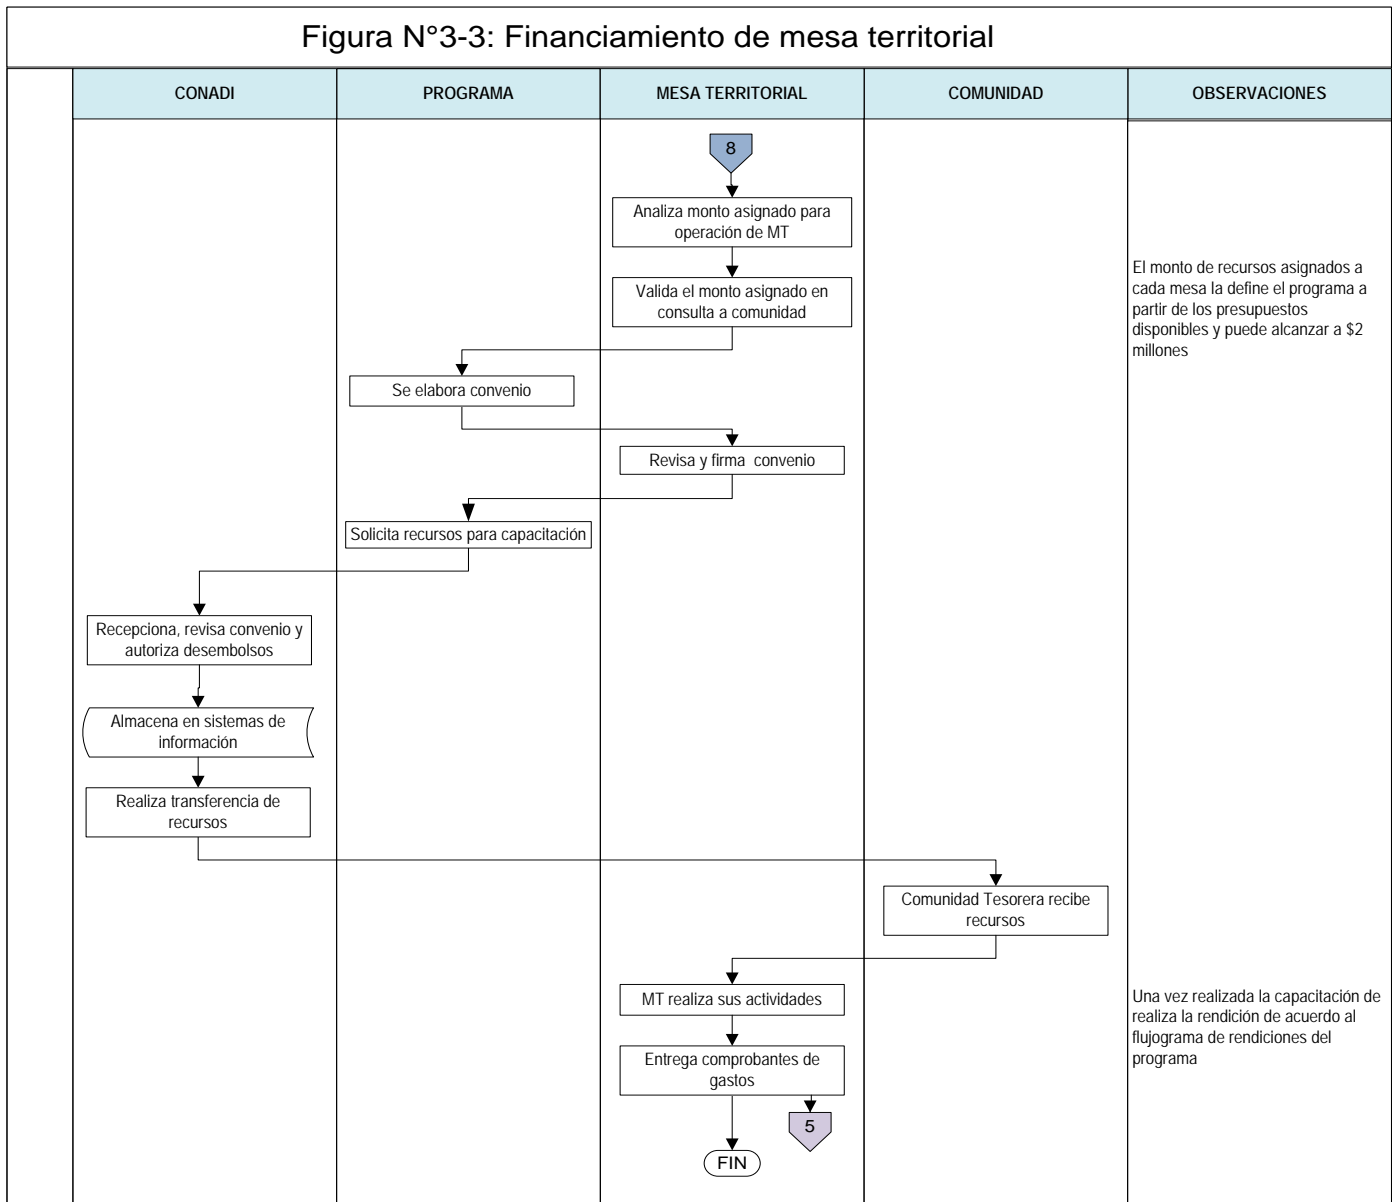 Figura N°3-3: Financiamiento de mesa territorial
CONADI
PROGRAMA
MESA TERRITORIAL
COMUNIDAD
OBSERVACIONES
8
Analiza monto asignado para
operación de MT
Valida el monto asignado en
consulta a comunidad
El monto de recursos asignados a
cada mesa la define el programa a
partir de los presupuestos
disponibles y puede alcanzar a $2
millones
Se elabora convenio
Revisa y firma convenio
Solicita recursos para capacitación
Recepciona, revisa convenio y
autoriza desembolsos
Almacena en sistemas de
información
Realiza transferencia de
recursos
Comunidad Tesorera recibe
recursos
MT realiza sus actividades
Una vez realizada la capacitación de
realiza la rendición de acuerdo al
flujograma de rendiciones del
programa
Entrega comprobantes de
gastos
5
FIN